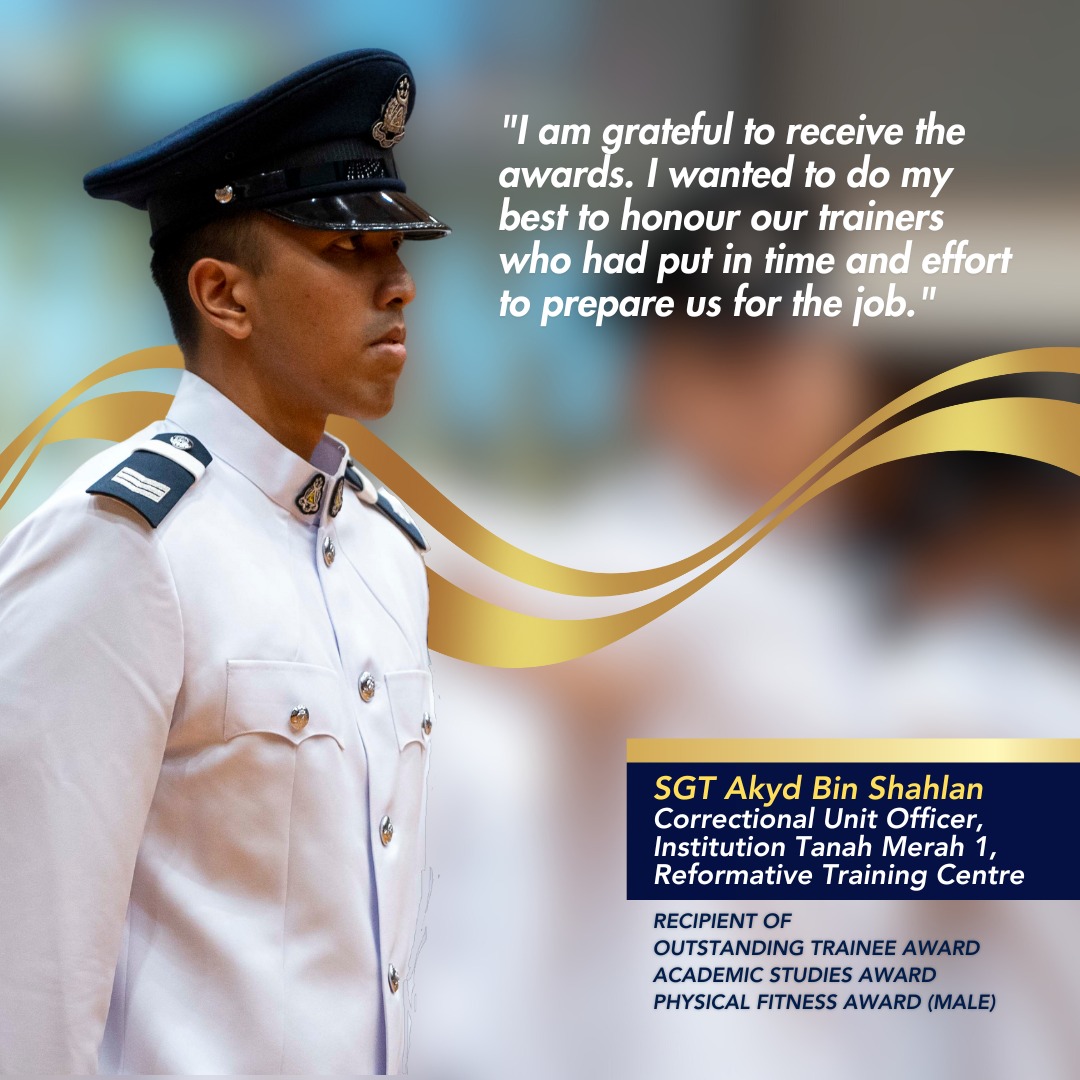 "I am grateful to receive the
awards. I wanted to do my
best to honour our trainers
who had put in time and effort
to prepare us for the job."
SGT Akyd Bin Shahlan
Correctional Unit Officer,
Institution Tanah Merah 1,
Reformative Training Centre
RECIPIENT OF
OUTSTANDING TRAINEE AWARD
ACADEMIC STUDIES AWARD
PHYSICAL FITNESS AWARD (MALE)